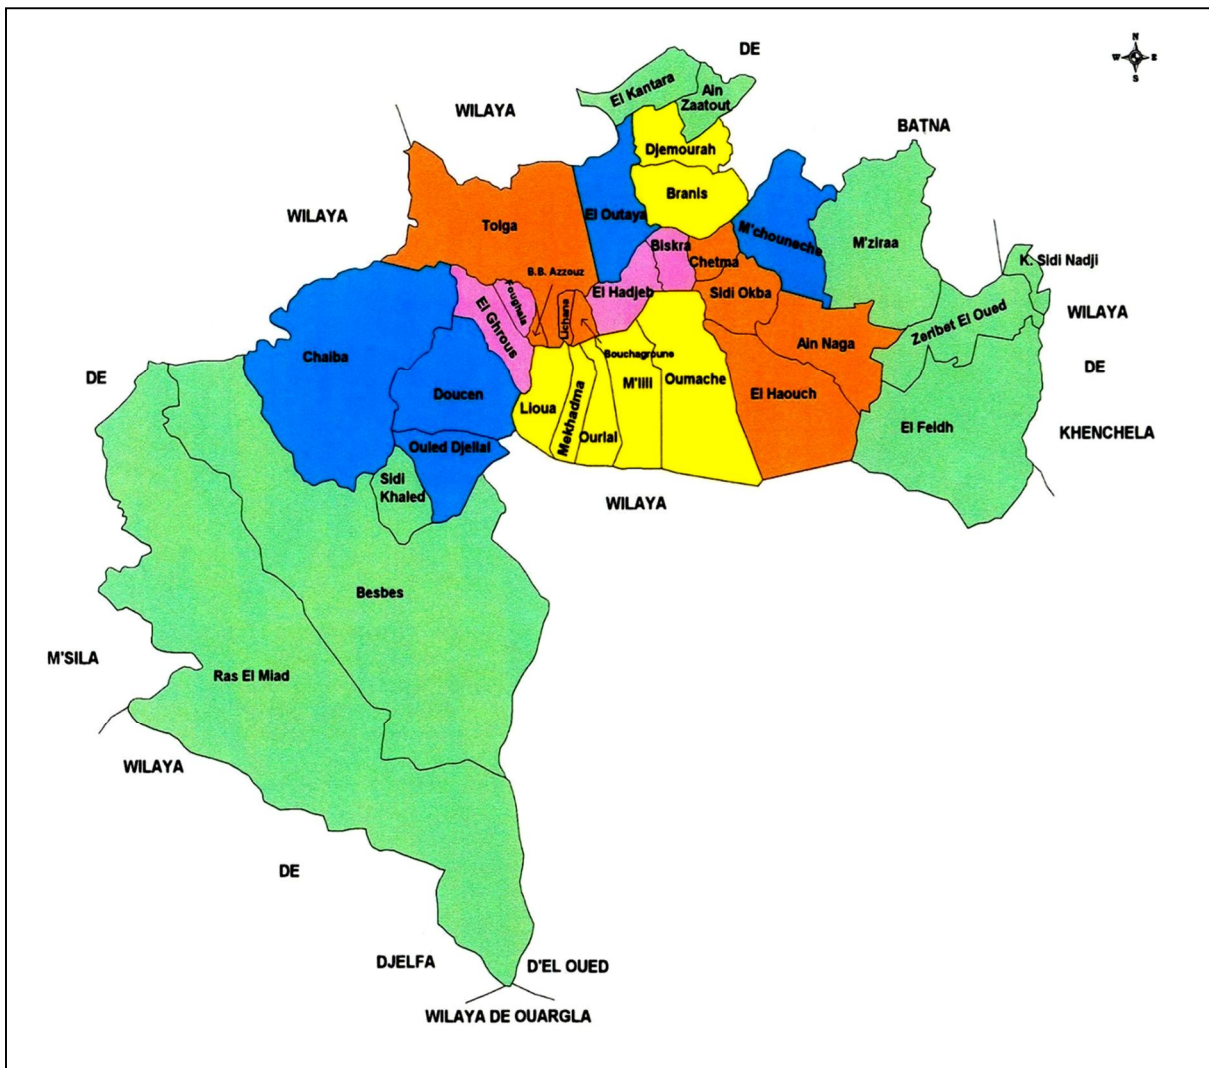 N
W E
S
DE
WILAYA
BATNA
WILAYA
El Kantara
Ain
Zaatout
Djemourah
Branis
El Outaya
Tolga
M'chouneche
M'ziraa
K. Sidi Nadji
Biskra
Chetma
B.B. Azzouz
Foughala
El Hadjeb
Sidi Okba
Zeribet El Oued
WILAYA
El Ghrous
Lichana
Ain Naga
Chaiba
Bouchagroune
DE
DE
Doucen
M'lili
Oumache
El Haouch
Lioua
Mekhadma
Ourlal
El Feidh
KHENCHELA
Ouled Djellal
Sidi
Khaled
WILAYA
Besbes
M'SILA
Ras El Miad
WILAYA
DE
DJELFA
D'EL OUED
WILAYA DE OUARGLA